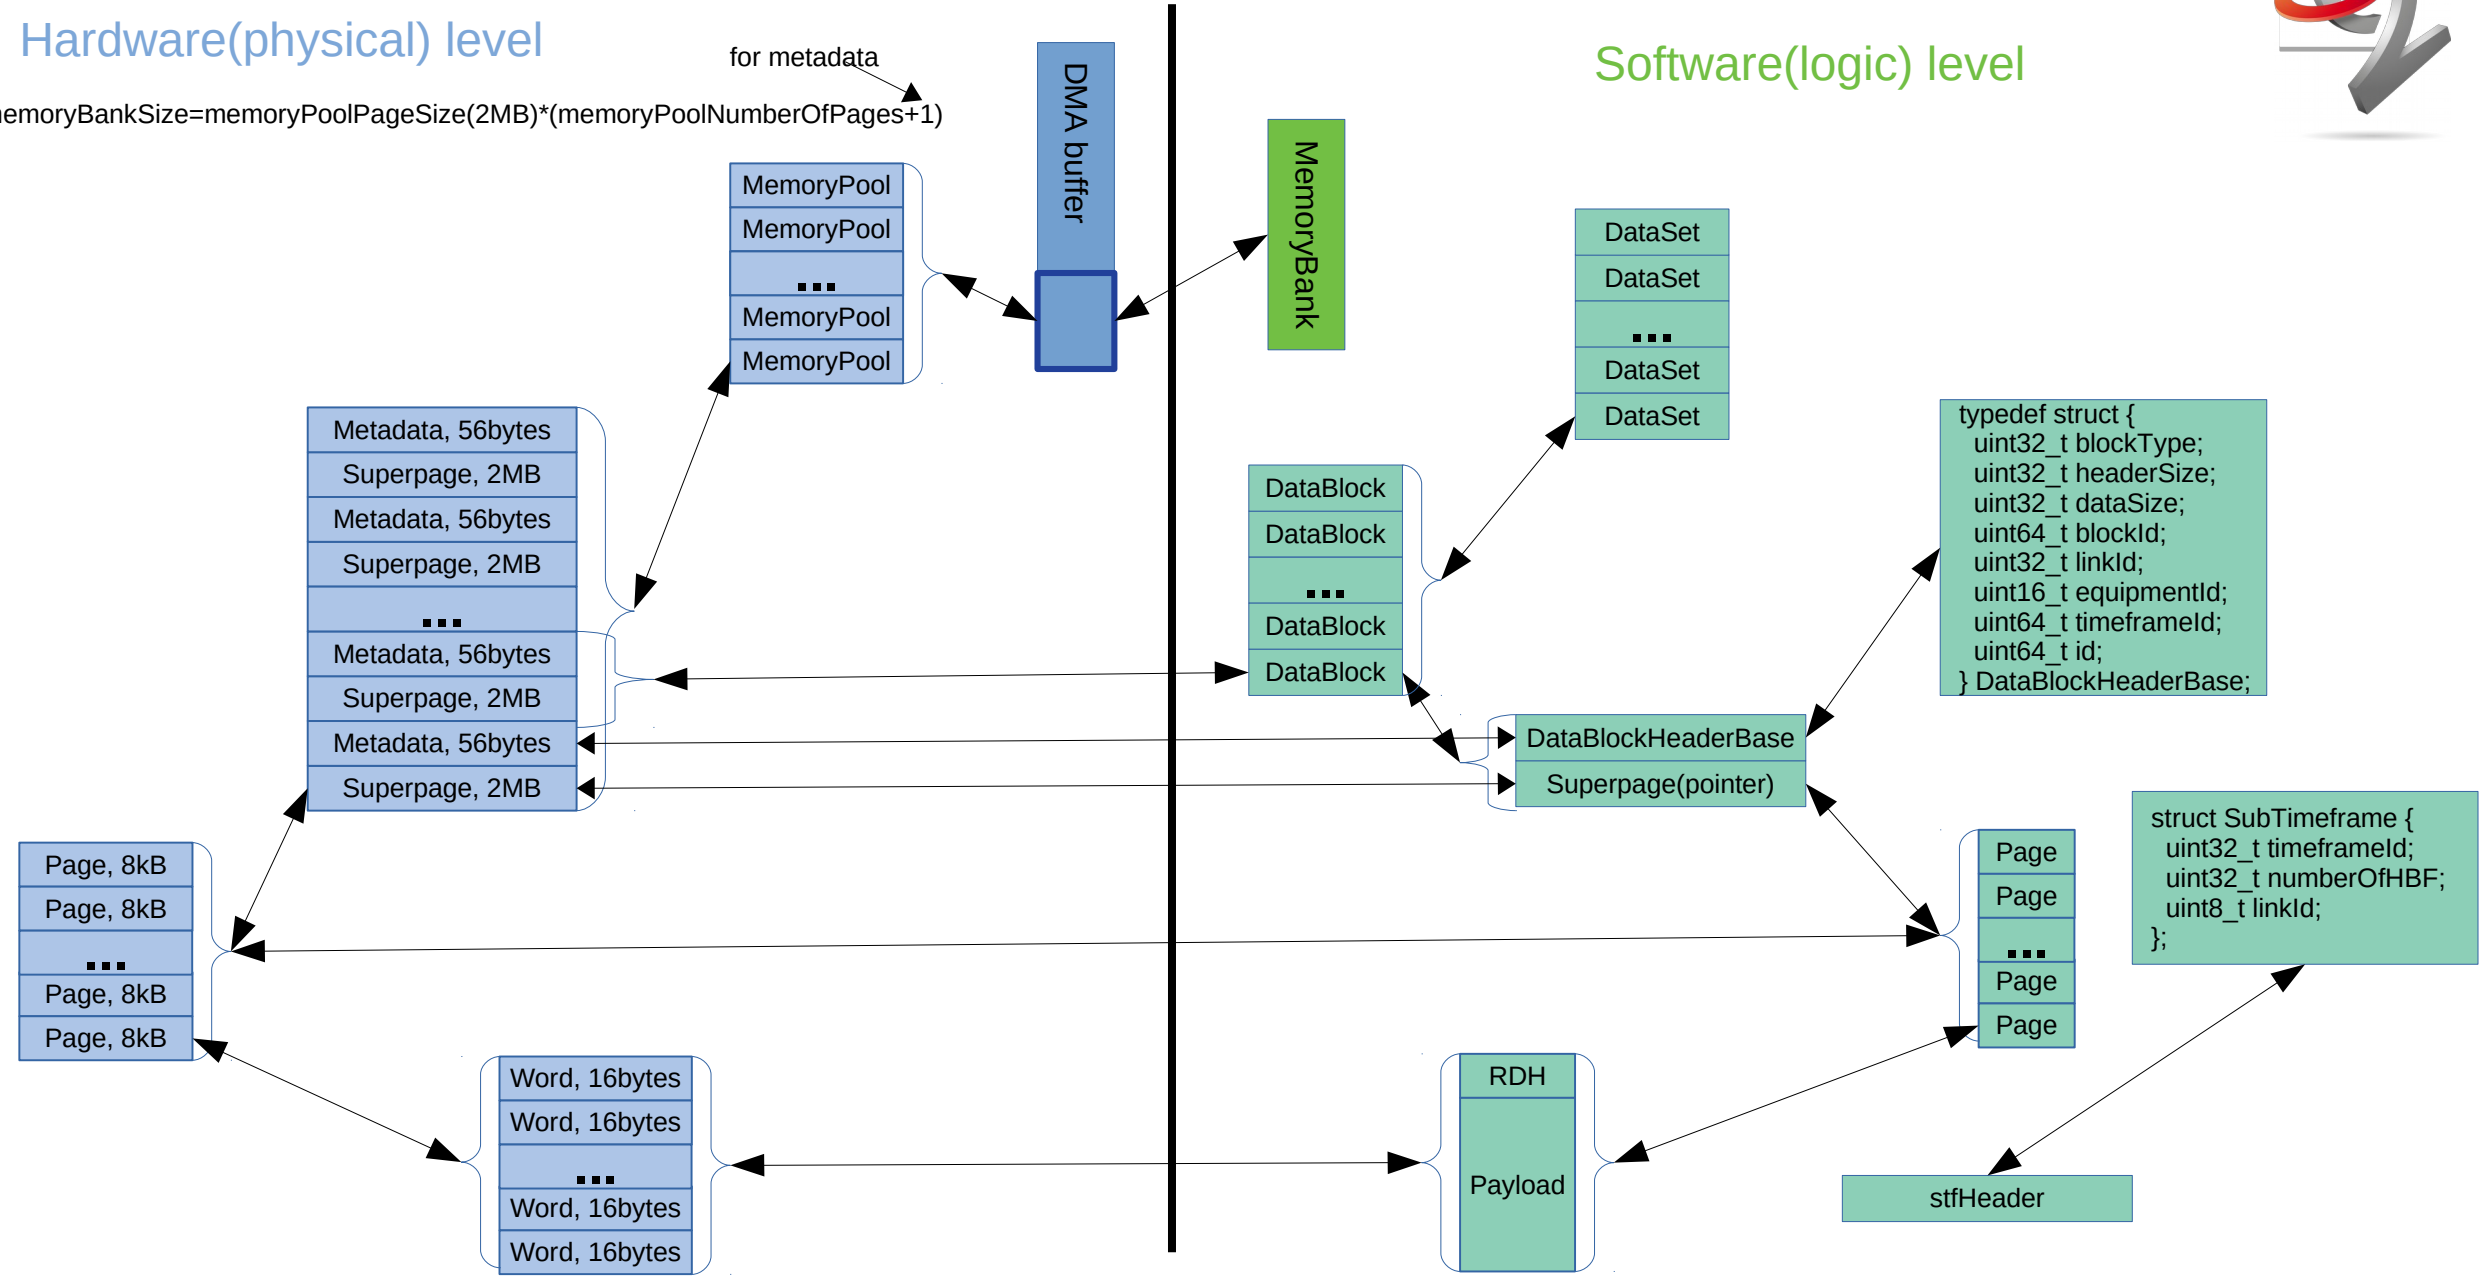 Hardware(physical) level
for metadata
emoryBankSize=memoryPoolPageSize(2MB)*(memoryPoolNumberOfPages+1)
DMA buffer
MemoryPool
MemoryPool
...
MemoryPool
MemoryPool
Metadata, 56bytes
Superpage, 2MB
Metadata, 56bytes
Superpage, 2MB
...
Metadata, 56bytes
Superpage, 2MB
Metadata, 56bytes
Superpage, 2MB
Page, 8kB
Page, 8kB
...
Page, 8kB
Page, 8kB
Word, 16bytes
Word, 16bytes
...
Word, 16bytes
Word, 16bytes
Software(logic) level
MemoryBank
DataSet
DataSet
...
DataSet
DataSet
DataBlock
DataBlock
...
DataBlock
DataBlock
typedef struct {
uint32_t blockType;
uint32_t headerSize;
uint32_t dataSize;
uint64_t blockId;
uint32_t linkId;
uint16_t equipmentId;
uint64_t timeframeId;
uint64_t id;
} DataBlockHeaderBase;
DataBlockHeaderBase
Superpage(pointer)
Page
Page
...
Page
Page
struct SubTimeframe {
uint32_t timeframeId;
uint32_t numberOfHBF;
uint8_t linkId;
};
RDH
Payload
stfHeader